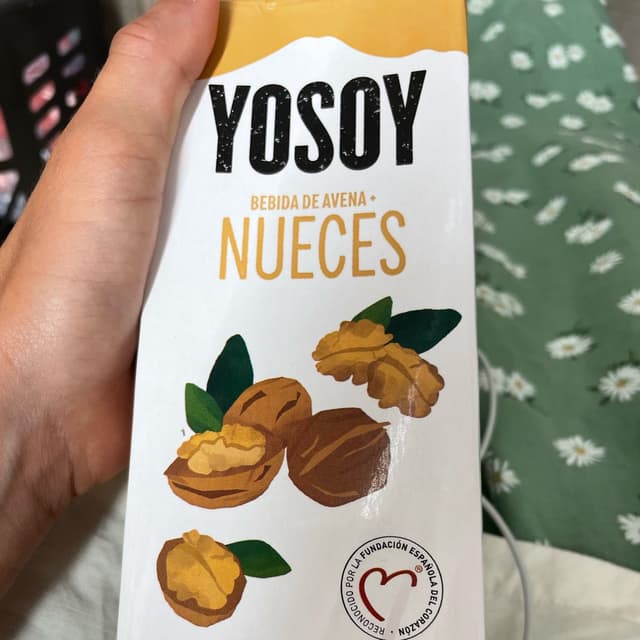 YOSOY
BEBIDA DE AVENA +
NUECES
RECONOCIDO POR LA FUNDACIÓN ESPAÑOLA DEL CORAZÓN •
®